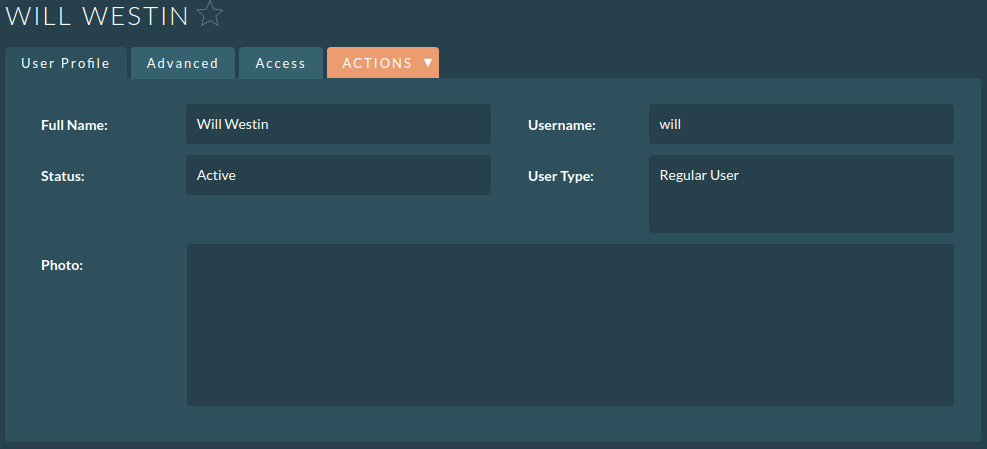 WILL WESTIN
User Profile Advanced Access ACTIONS ▼
Full Name: Will Westin Username: will
Status: Active User Type: Regular User
Photo: